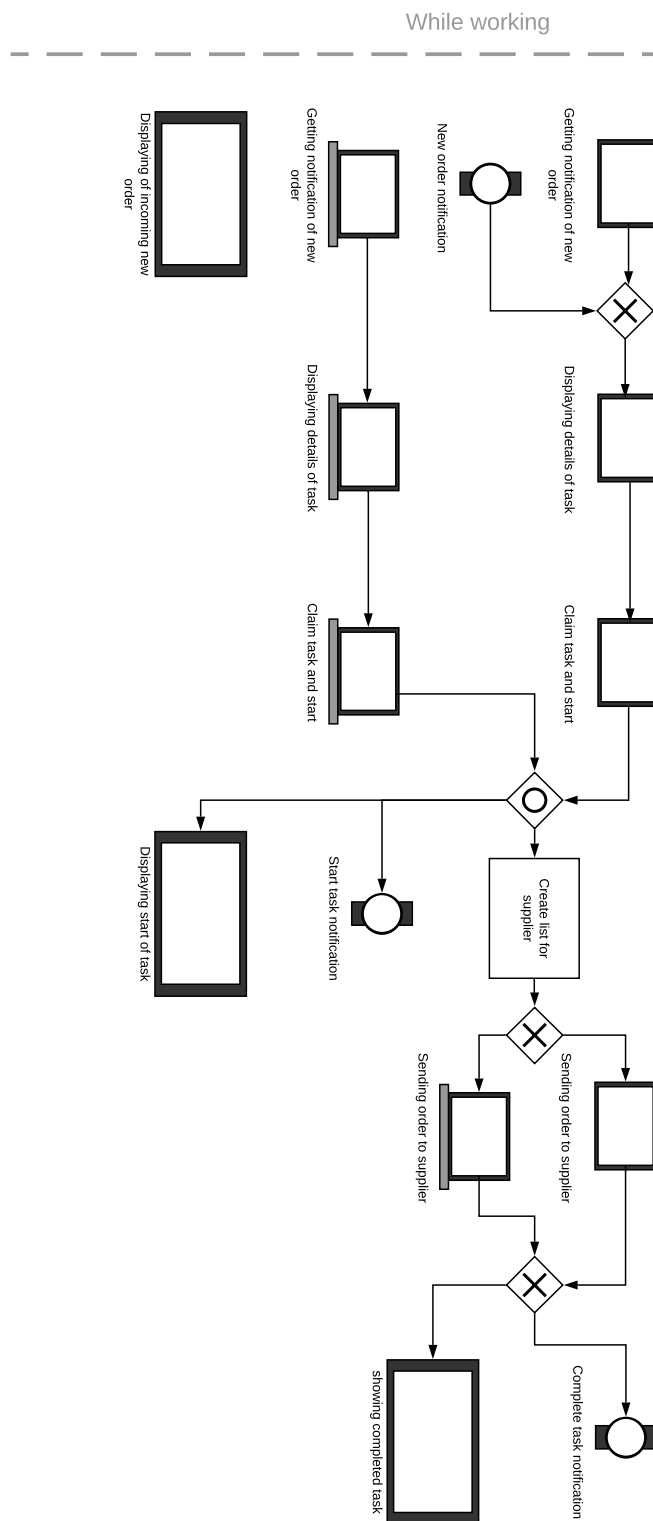 While working
Getting notification of new
order
New order notification
Getting notification of new
order
Displaying of incoming new
order
Displaying details of task
Displaying details of task
Claim task and start
Claim task and start
Create list for
supplier
Start task notification
Displaying start of task
Sending order to supplier
Sending order to supplier
Complete task notification
showing completed task